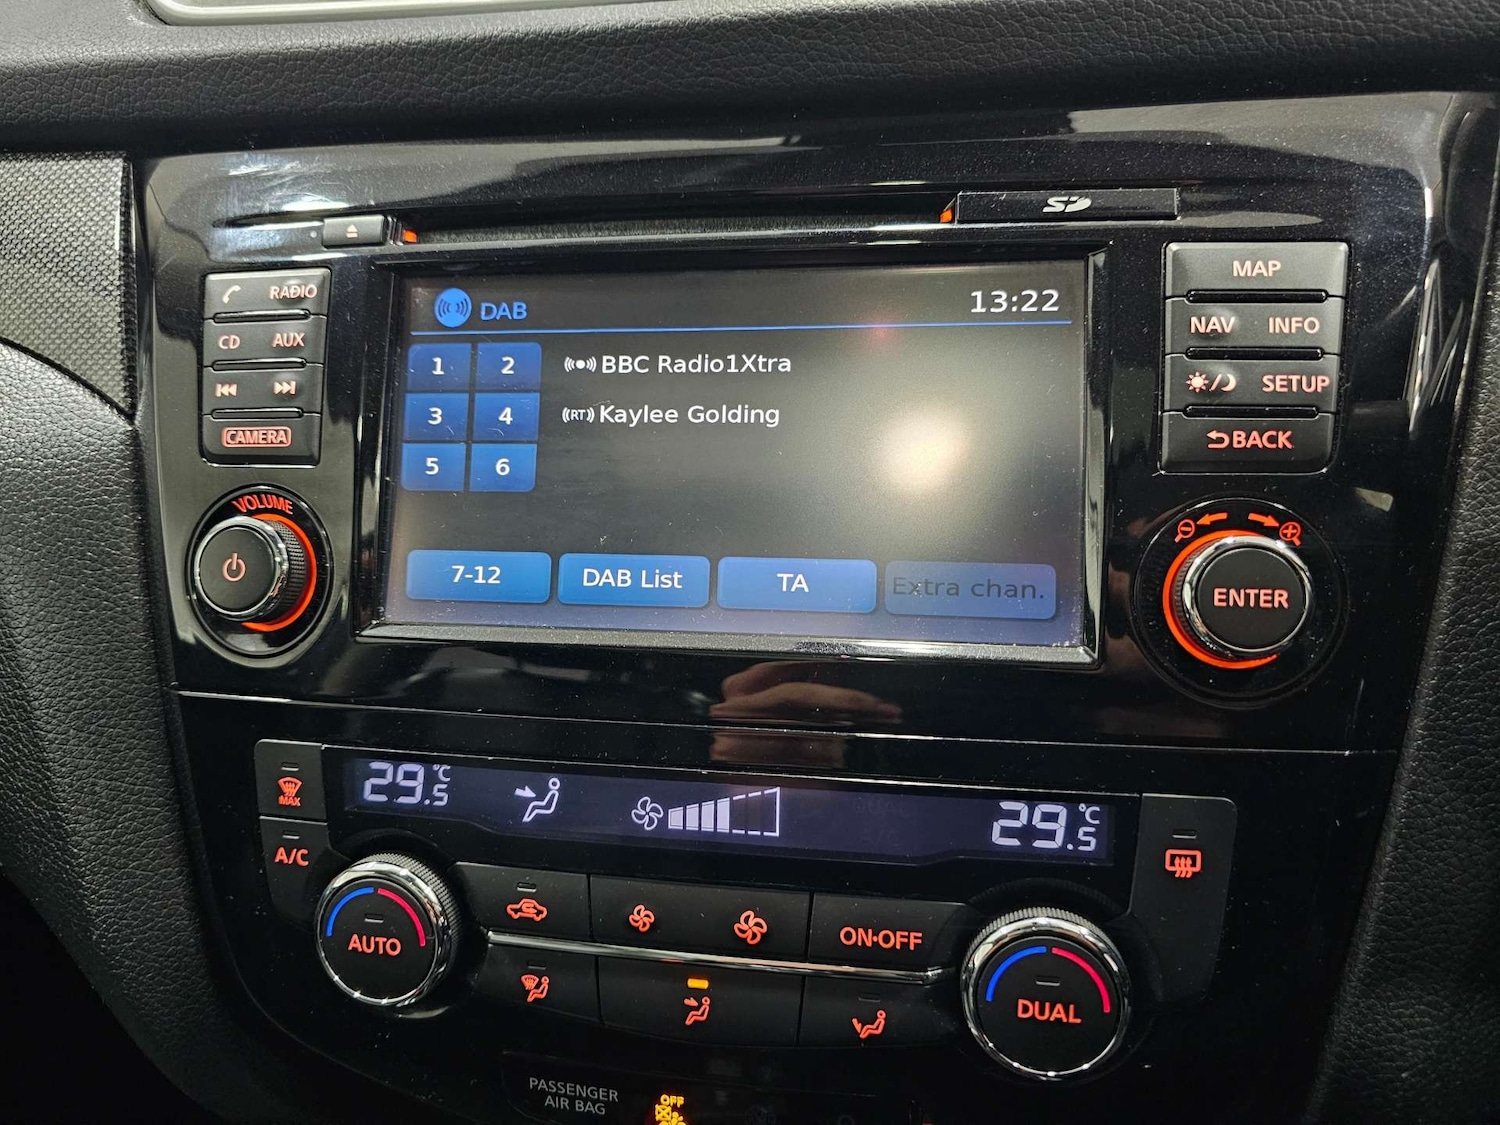 SD
RADIO
CD AUX
CAMERA
VOLUME
DAB 13:22
1 2
3 4
5 6
BBC Radio1Xtra
(RT) Kaylee Golding
7-12 DAB List TA Extra chan.
MAP
NAV INFO
SETUP
BACK
ENTER
29.5°C
29.5°C
MAX
A/C
AUTO
ON·OFF
DUAL
PASSENGER
AIR BAG
OFF